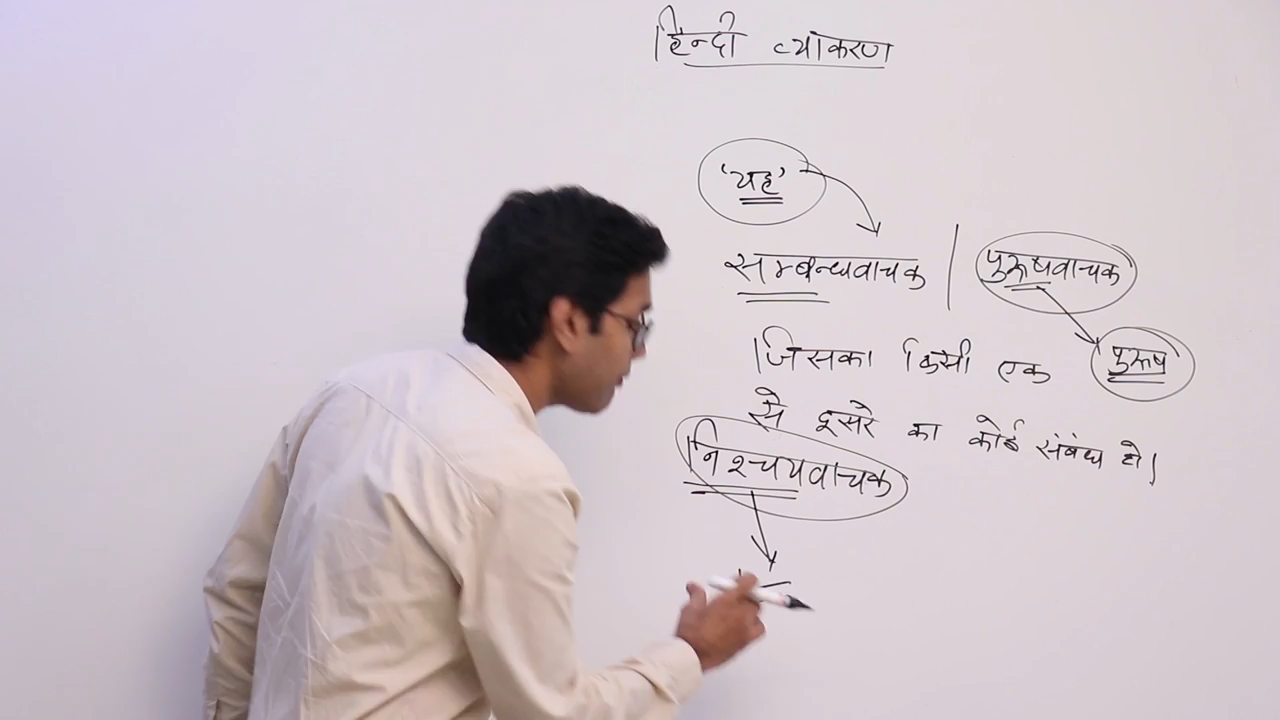 हिन्दी व्याकरण
'यह'
सम्बन्धवाचक | पुरूषवाचक
जिसका किसी एक
पुरूष
से दूसरे का कोई संबंध हो।
निश्चयवाचक